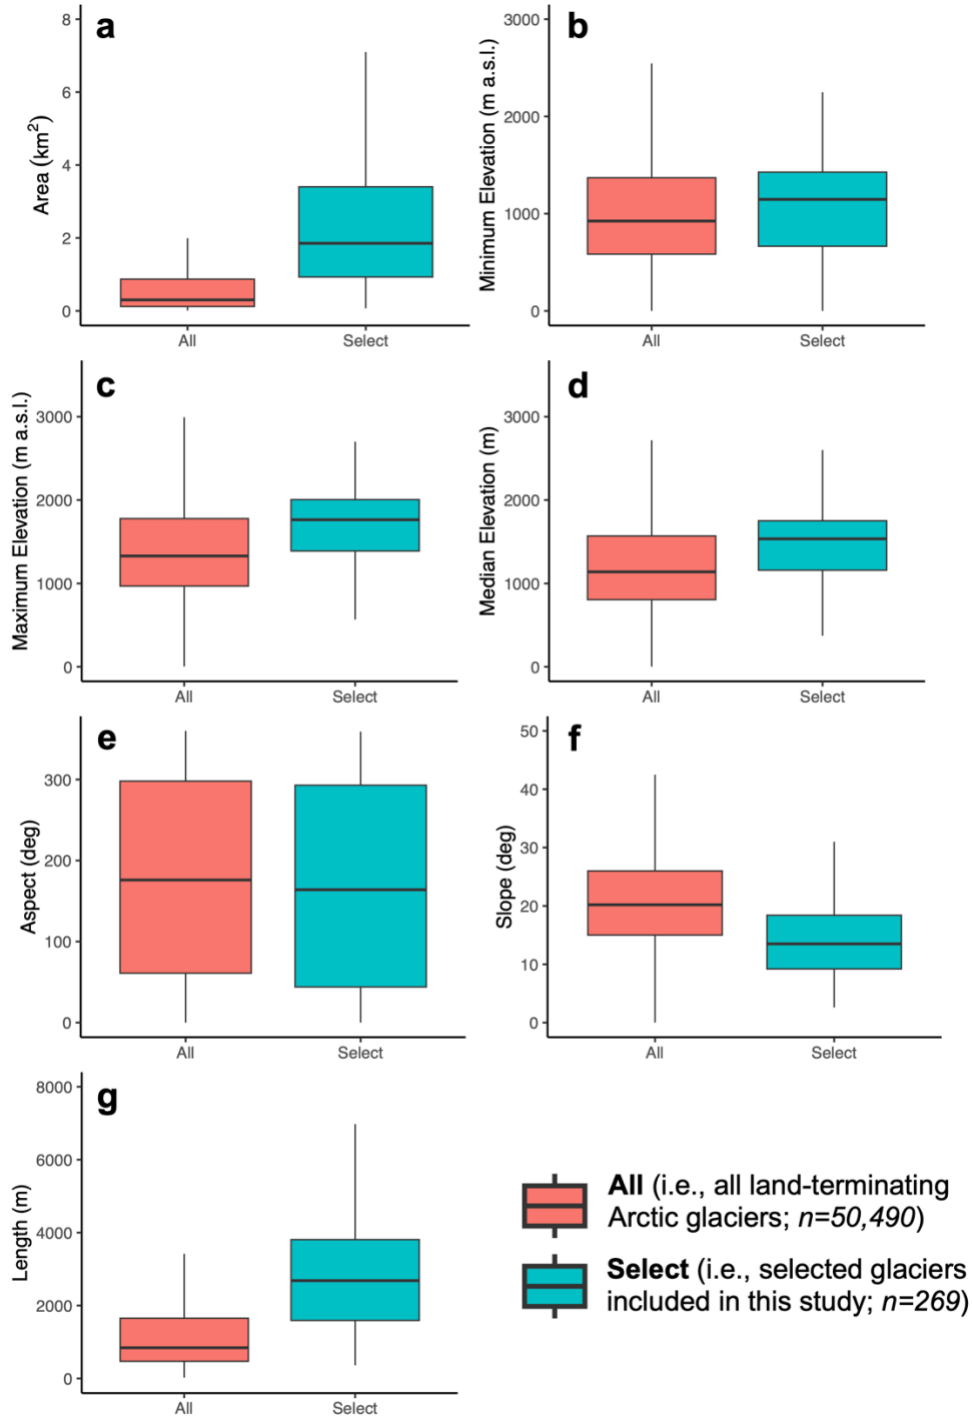 a
8
6
4
2
0
Area (km²)
All
Select
b
3000
2000
1000
0
Minimum Elevation (m a.s.l.)
All
Select
c
3000
2000
1000
0
Maximum Elevation (m a.s.l.)
All
Select
d
3000
2000
1000
0
Median Elevation (m)
All
Select
e
300
200
100
0
Aspect (deg)
All
Select
f
50
40
30
20
10
0
Slope (deg)
All
Select
g
8000
6000
4000
2000
0
Length (m)
All
Select
All (i.e., all land-terminating
Arctic glaciers; n=50,490)
Select (i.e., selected glaciers
included in this study; n=269)